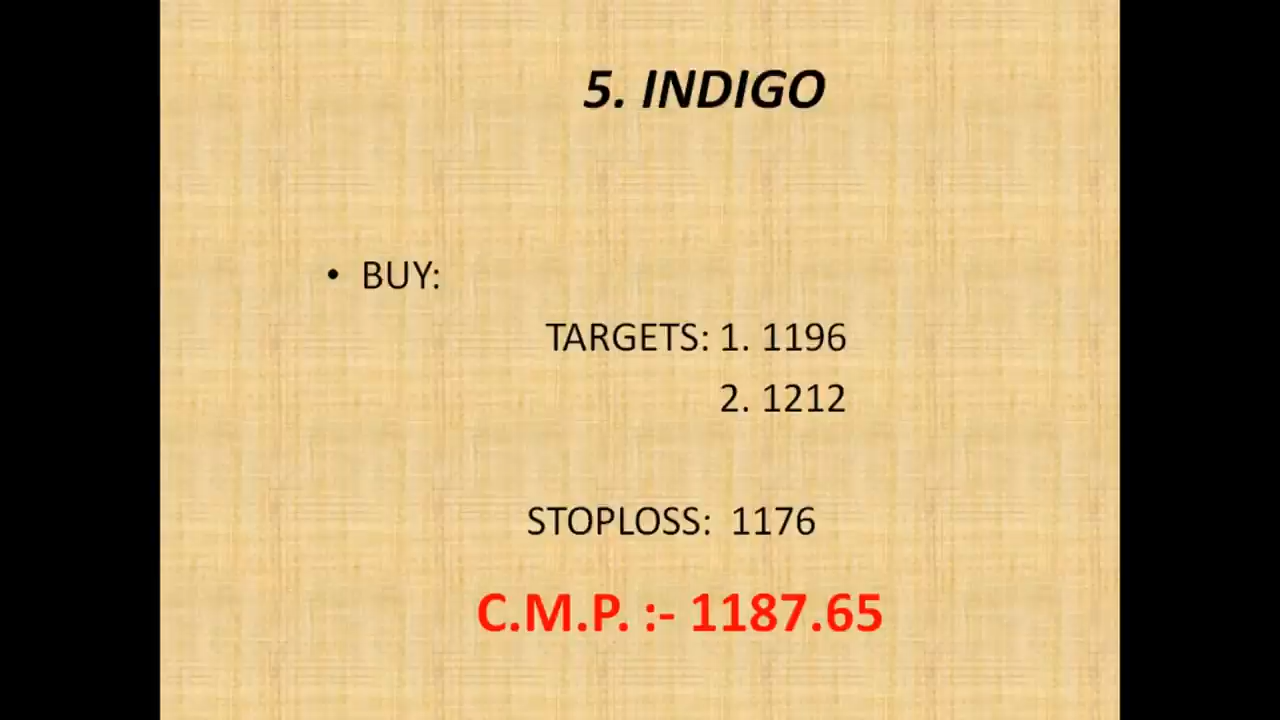 5. INDIGO
• BUY:
TARGETS: 1. 1196
2. 1212
STOPLOSS: 1176
C.M.P. :- 1187.65